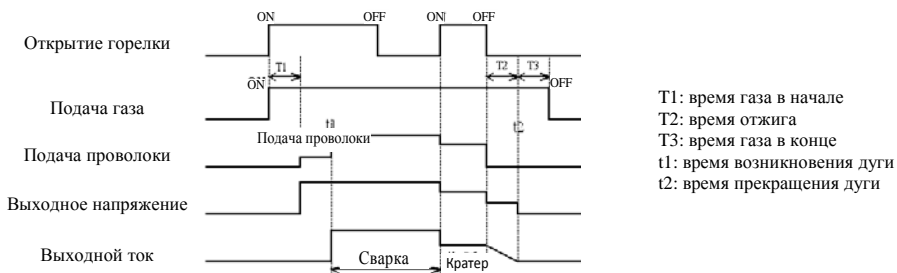 ON OFF ON OFF
Открытие горелки
T1 T2 T3
ON OFF
Подача газа
t1 t2
Подача проволоки
Подача проволоки
Выходное напряжение
Выходной ток
Сварка
Кратер
T1: время газа в начале
T2: время отжига
T3: время газа в конце
t1: время возникновения дуги
t2: время прекращения дуги